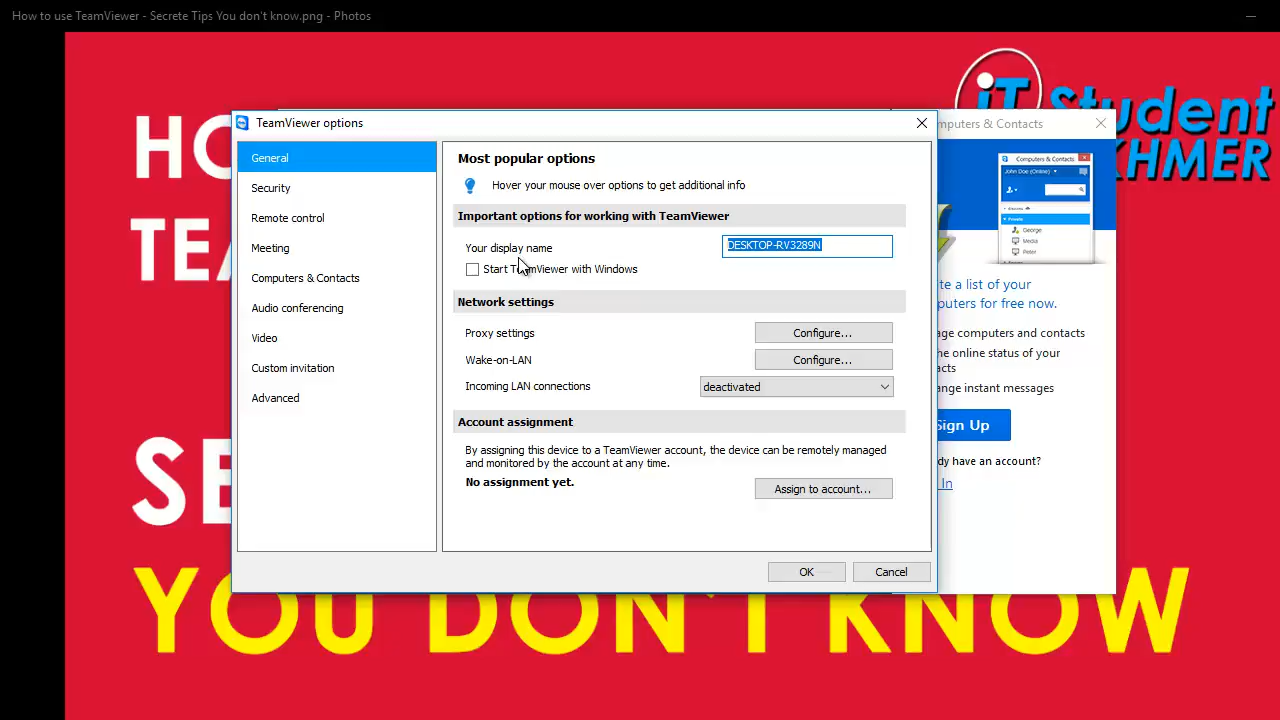 How to use TeamViewer - Secrete Tips You don't know.png - Photos
iT Student
KHMER
HO
TEA
SE
YOU DON'T KNOW
TeamViewer options
General
Security
Remote control
Meeting
Computers & Contacts
Audio conferencing
Video
Custom invitation
Advanced
Most popular options
Hover your mouse over options to get additional info
Important options for working with TeamViewer
Your display name
DESKTOP-RV3289N
Start TeamViewer with Windows
Network settings
Proxy settings
Configure...
Wake-on-LAN
Configure...
Incoming LAN connections
deactivated
Account assignment
By assigning this device to a TeamViewer account, the device can be remotely managed
and monitored by the account at any time.
No assignment yet.
Assign to account...
OK
Cancel
mputers & Contacts
Computers & Contacts
John Doe (Online)
Private
George
Media
Peter
te a list of your
puters for free now.
age computers and contacts
he online status of your
acts
ange instant messages
Sign Up
dy have an account?
In